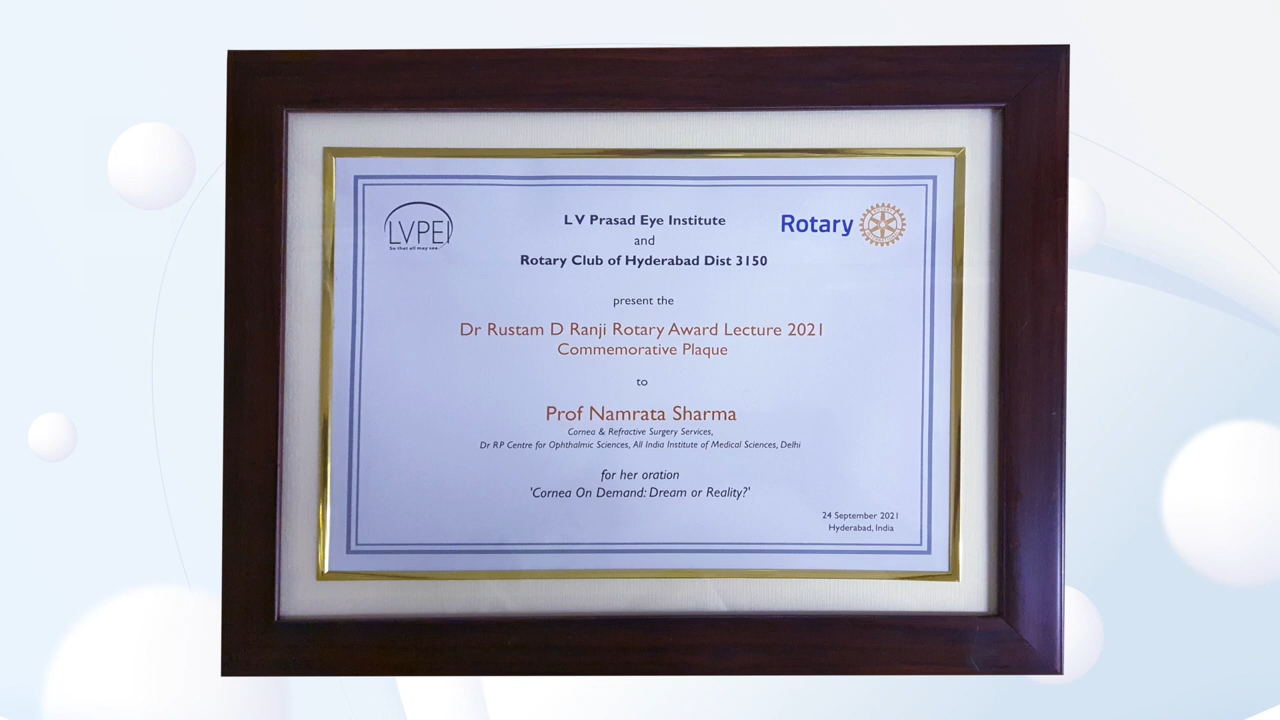 LVPEI
So that all may see
L V Prasad Eye Institute
and
Rotary Club of Hyderabad Dist 3150
Rotary
present the
Dr Rustam D Ranji Rotary Award Lecture 2021
Commemorative Plaque
to
Prof Namrata Sharma
Cornea & Refractive Surgery Services,
Dr RP Centre for Ophthalmic Sciences, All India Institute of Medical Sciences, Delhi
for her oration
'Cornea On Demand: Dream or Reality?'
24 September 2021
Hyderabad, India